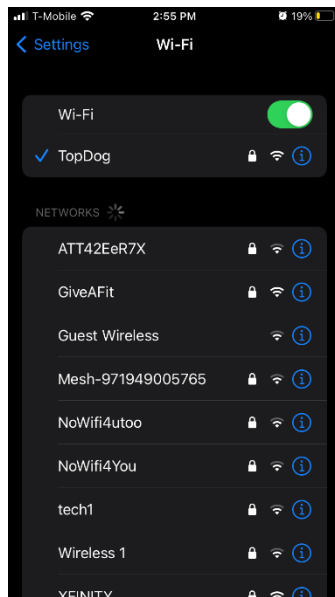 T-Mobile 2:55 PM 19%
Settings Wi-Fi
Wi-Fi
TopDog
NETWORKS
ATT42EeR7X
GiveAFit
Guest Wireless
Mesh-971949005765
NoWifi4utoo
NoWifi4You
tech1
Wireless 1
XFINITY